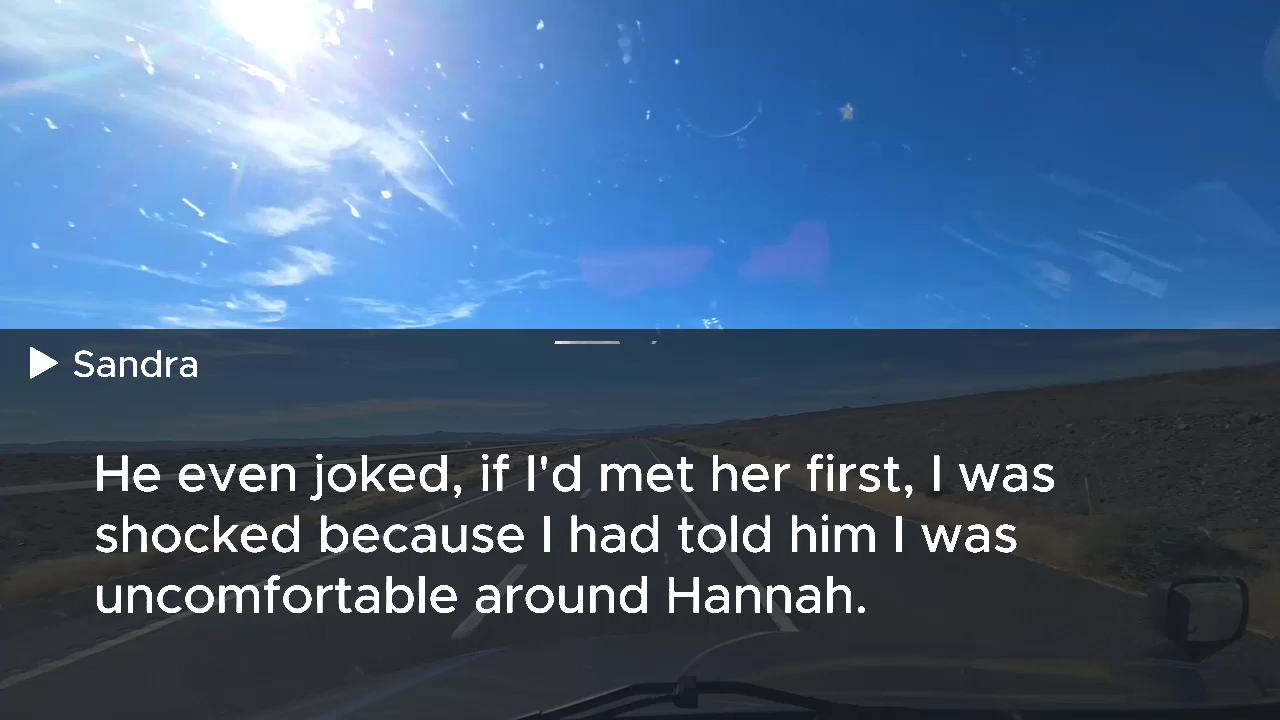 Sandra
He even joked, if I'd met her first, I was
shocked because I had told him I was
uncomfortable around Hannah.